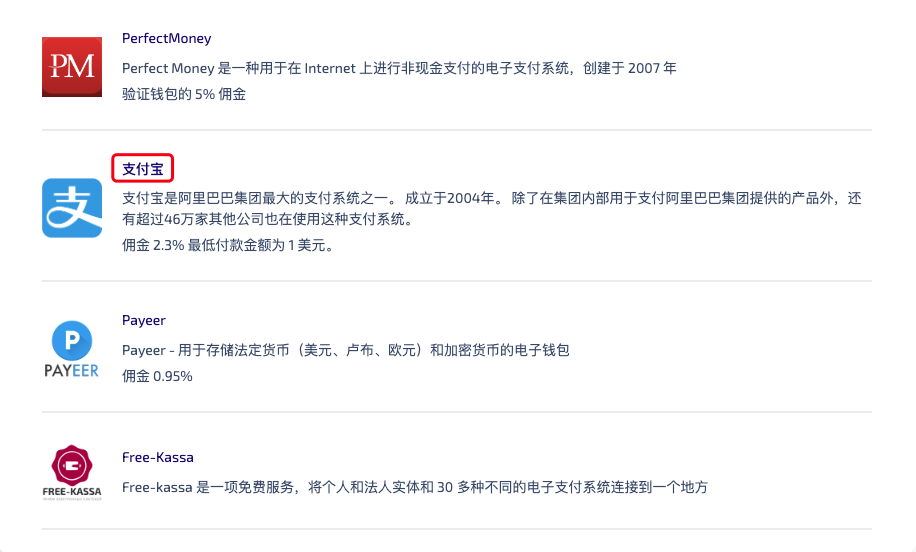 PerfectMoney
PM
Perfect Money 是一种用于在 Internet 上进行非现金支付的电子支付系统，创建于 2007 年
验证钱包的 5% 佣金
支付宝
支
支付宝是阿里巴巴集团最大的支付系统之一。 成立于2004年。 除了在集团内部用于支付阿里巴巴集团提供的产品外，还
有超过46万家其他公司也在使用这种支付系统。
佣金 2.3% 最低付款金额为 1 美元。
Payeer
P
PAYEER
Payeer - 用于存储法定货币（美元、卢布、欧元）和加密货币的电子钱包
佣金 0.95%
Free-Kassa
FREE-KASSA
Free-kassa 是一项免费服务，将个人和法人实体和 30 多种不同的电子支付系统连接到一个地方